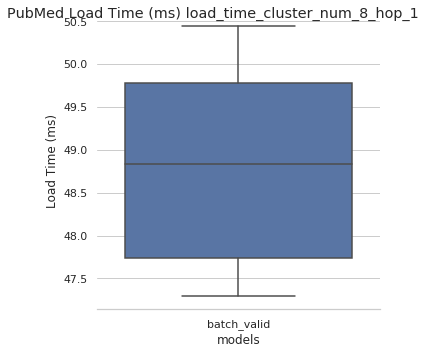 PubMed Load Time (ms) load_time_cluster_num_8_hop_1
50.5
50.0
49.5
49.0
48.5
48.0
47.5
Load Time (ms)
batch_valid
models